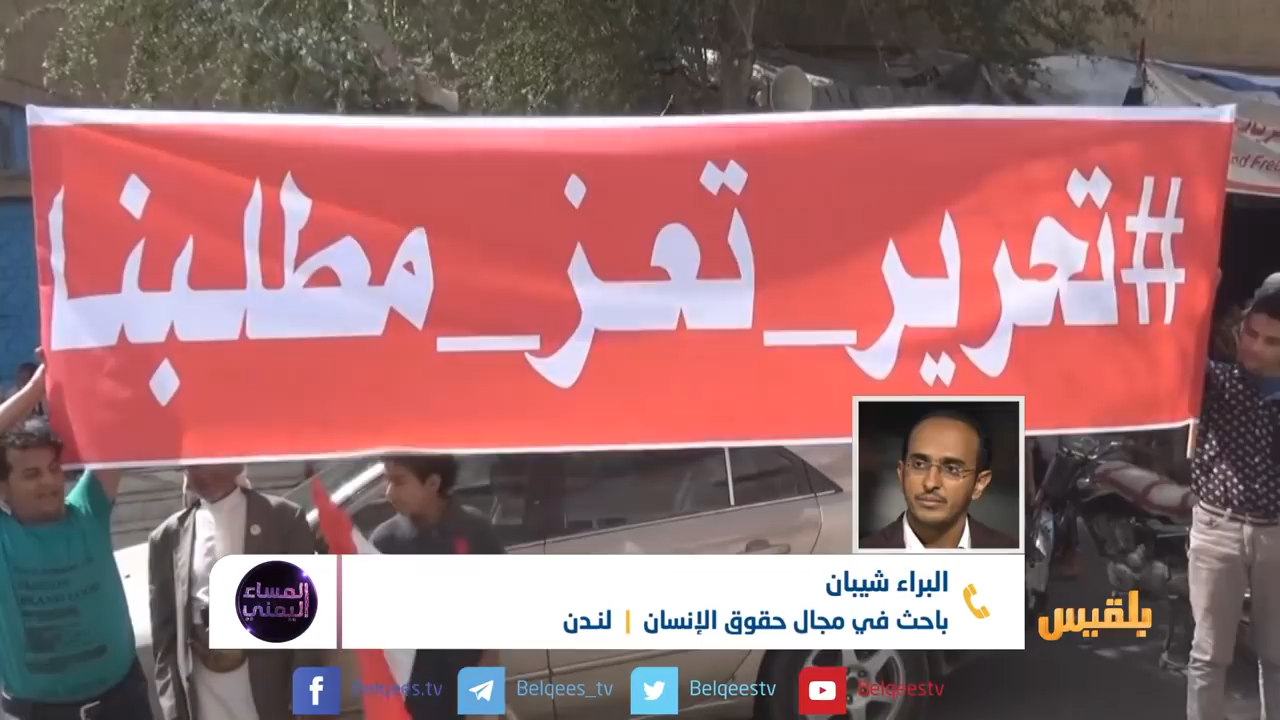 #تحرير_تعز_مطلبنا
البراء شيبان
باحث في مجال حقوق الإنسان | لندن
المساء
اليمني
بلقيس
Belqees.tv
Belqees_tv
Belqeestv
Belqeestv